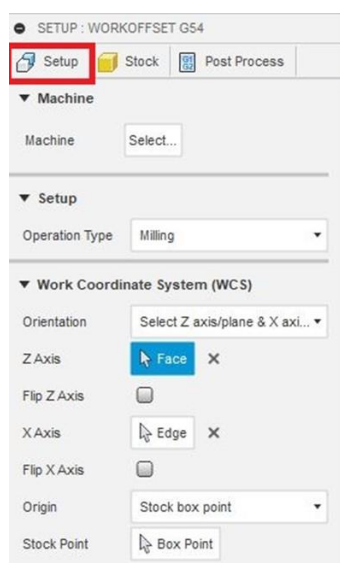 SETUP : WORKOFFSET G54
Setup Stock G1 G2 Post Process
Machine
Machine Select...
Setup
Operation Type Milling
Work Coordinate System (WCS)
Orientation Select Z axis/plane & X axi...
Z Axis Face
Flip Z Axis
X Axis Edge
Flip X Axis
Origin Stock box point
Stock Point Box Point